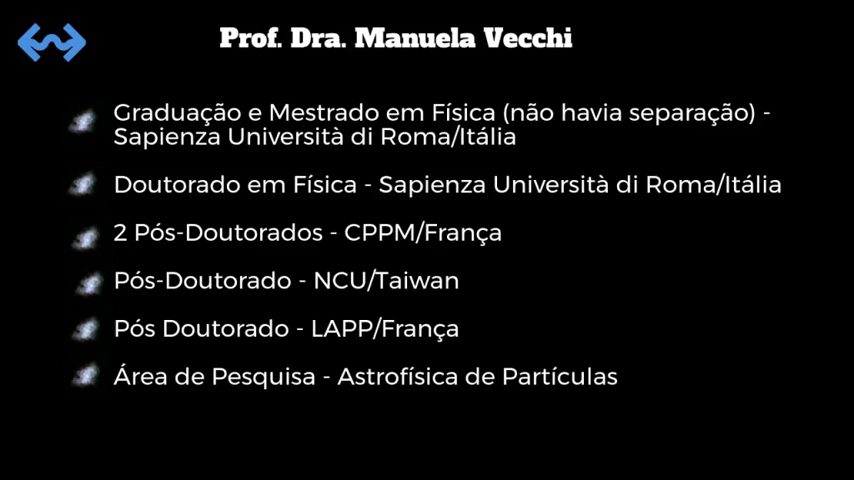 Prof. Dra. Manuela Vecchi
Graduação e Mestrado em Física (não havia separação) -
Sapienza Università di Roma/Itália
Doutorado em Física - Sapienza Università di Roma/Itália
2 Pós-Doutorados - CPPM/França
Pós-Doutorado - NCU/Taiwan
Pós Doutorado - LAPP/França
Área de Pesquisa - Astrofísica de Partículas